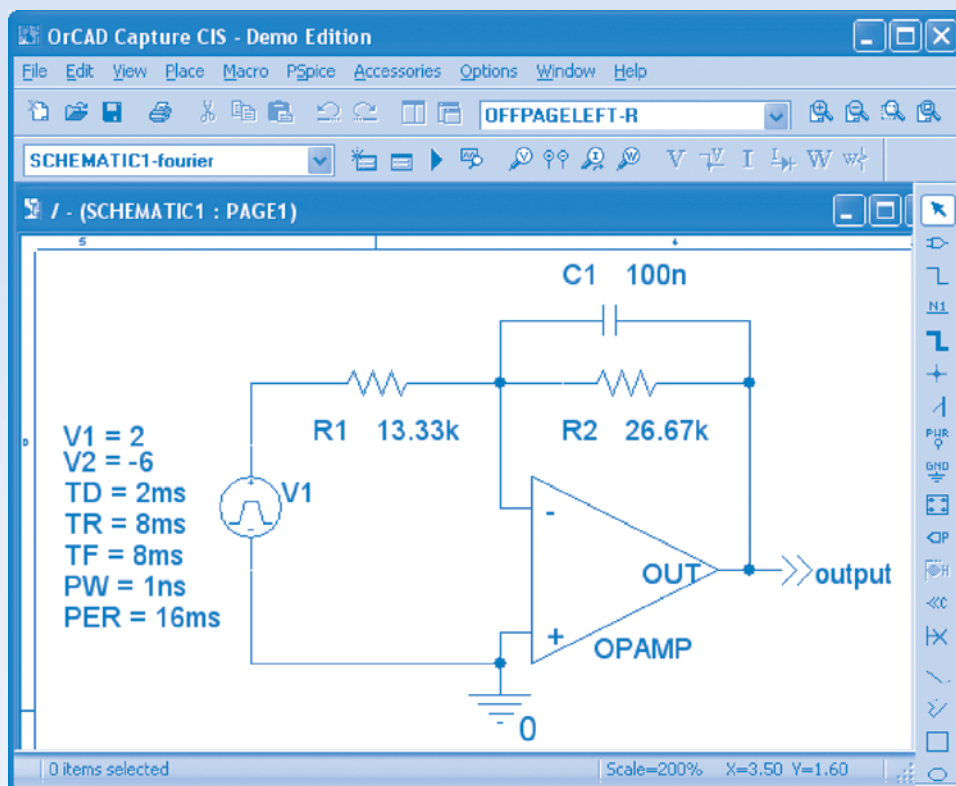 OrCAD Capture CIS - Demo Edition
File Edit View Place Macro PSpice Accessories Options Window Help
OFFPAGELEFT-R
SCHEMATIC1-fourier
V V I I W W
/ - (SCHEMATIC1 : PAGE1)
5 4
C1 100n
R1 13.33k
R2 26.67k
V1 = 2
V2 = -6
TD = 2ms
TR = 8ms
TF = 8ms
PW = 1ns
PER = 16ms
V1
-
+
OUT
OPAMP
output
0
D
N1
PWR
GND
P
H
C
0 items selected
Scale=200% X=3.50 Y=1.60